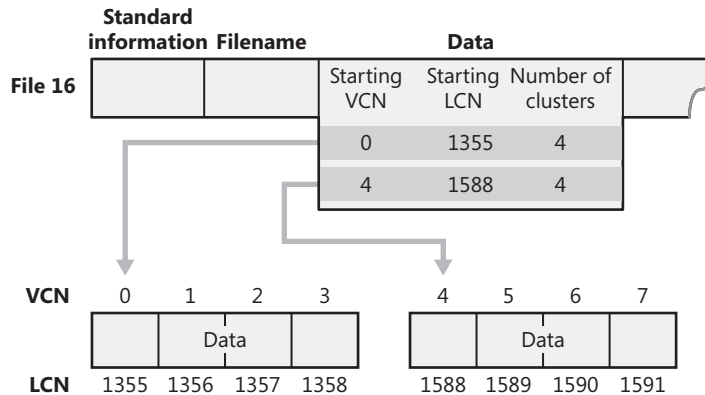 Standard
information Filename Data
File 16
Starting Starting Number of
VCN LCN clusters
0 1355 4
4 1588 4
VCN 0 1 2 3 4 5 6 7
Data Data
LCN 1355 1356 1357 1358 1588 1589 1590 1591